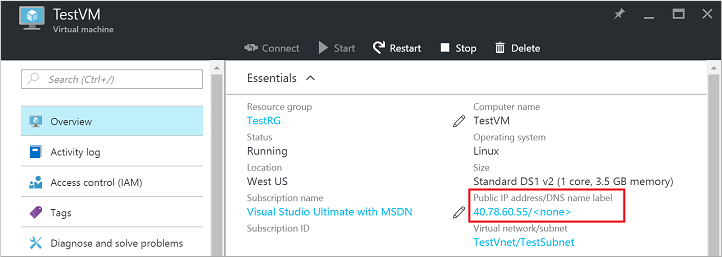 TestVM
Virtual machine
Connect Start Restart Stop Delete
Search (Ctrl+/)
Overview
Activity log
Access control (IAM)
Tags
Diagnose and solve problems
Essentials
Resource group
TestRG
Status
Running
Location
West US
Subscription name
Visual Studio Ultimate with MSDN
Subscription ID
Computer name
TestVM
Operating system
Linux
Size
Standard DS1 v2 (1 core, 3.5 GB memory)
Public IP address/DNS name label
40.78.60.55/<none>
Virtual network/subnet
TestVnet/TestSubnet